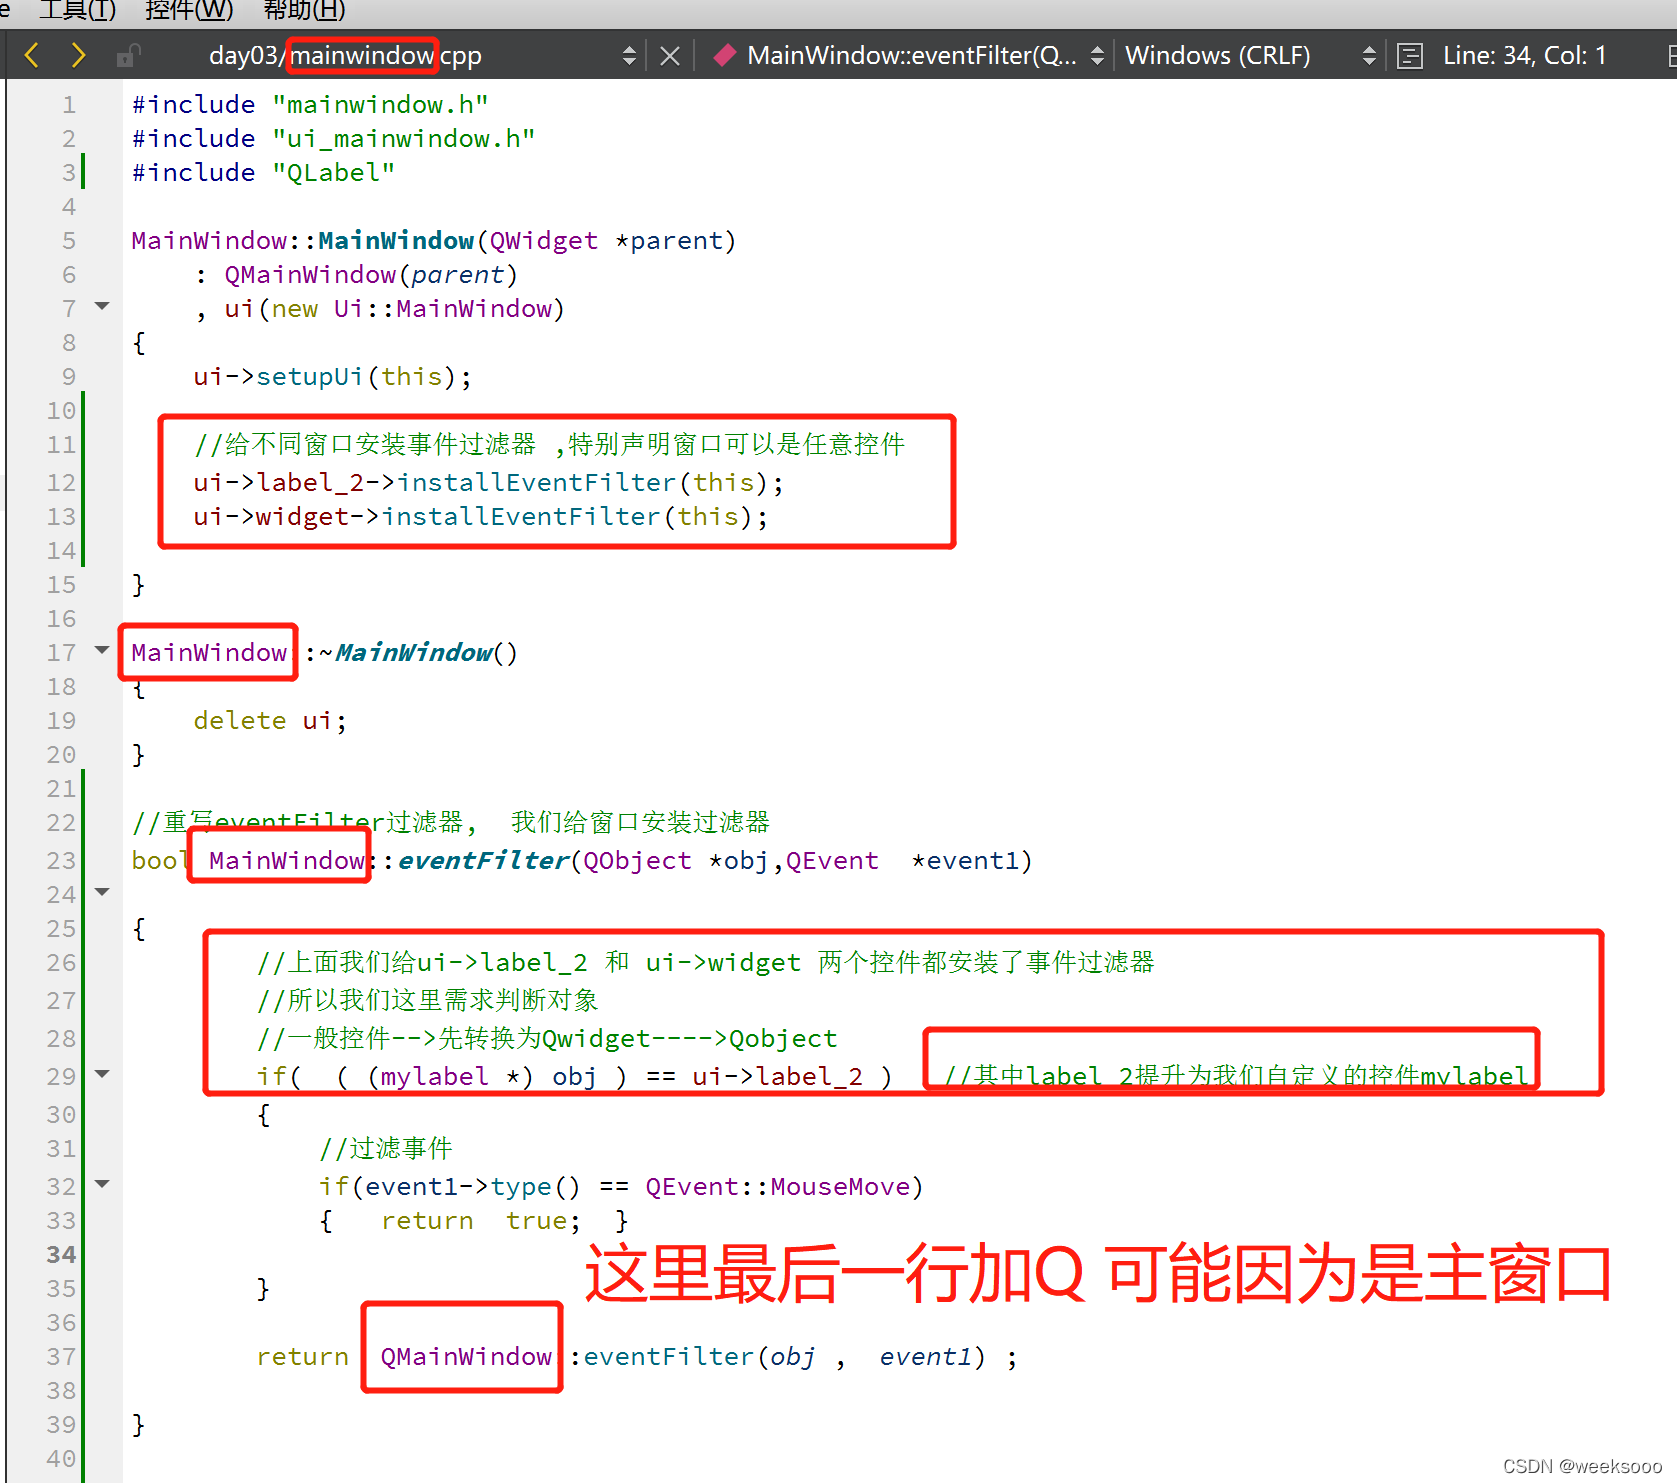 e 工具(T) 控件(W) 帮助(H)
day03/mainwindow.cpp MainWindow::eventFilter(Q... Windows (CRLF) Line: 34, Col: 1
1 #include "mainwindow.h"
2 #include "ui_mainwindow.h"
3 #include "QLabel"
4
5 MainWindow::MainWindow(QWidget *parent)
6 : QMainWindow(parent)
7 , ui(new Ui::MainWindow)
8 {
9 ui->setupUi(this);
10
11 //给不同窗口安装事件过滤器 ,特别声明窗口可以是任意控件
12 ui->label_2->installEventFilter(this);
13 ui->widget->installEventFilter(this);
14
15 }
16
17 MainWindow::~MainWindow()
18 {
19 delete ui;
20 }
21
22 //重写eventFilter过滤器, 我们给窗口安装过滤器
23 bool MainWindow::eventFilter(QObject *obj,QEvent *event1)
24
25 {
26 //上面我们给ui->label_2 和 ui->widget 两个控件都安装了事件过滤器
27 //所以我们这里需求判断对象
28 //一般控件-->先转换为Qwidget---->Qobject
29 if( ( (mylabel *) obj ) == ui->label_2 ) //其中label_2提升为我们自定义的控件mylabel
30 {
31 //过滤事件
32 if(event1->type() == QEvent::MouseMove)
33 { return true; }
34
这里最后一行加Q 可能因为是主窗口
35 }
36
37 return QMainWindow::eventFilter(obj , event1) ;
38
39 }
40
CSDN @weeksooo